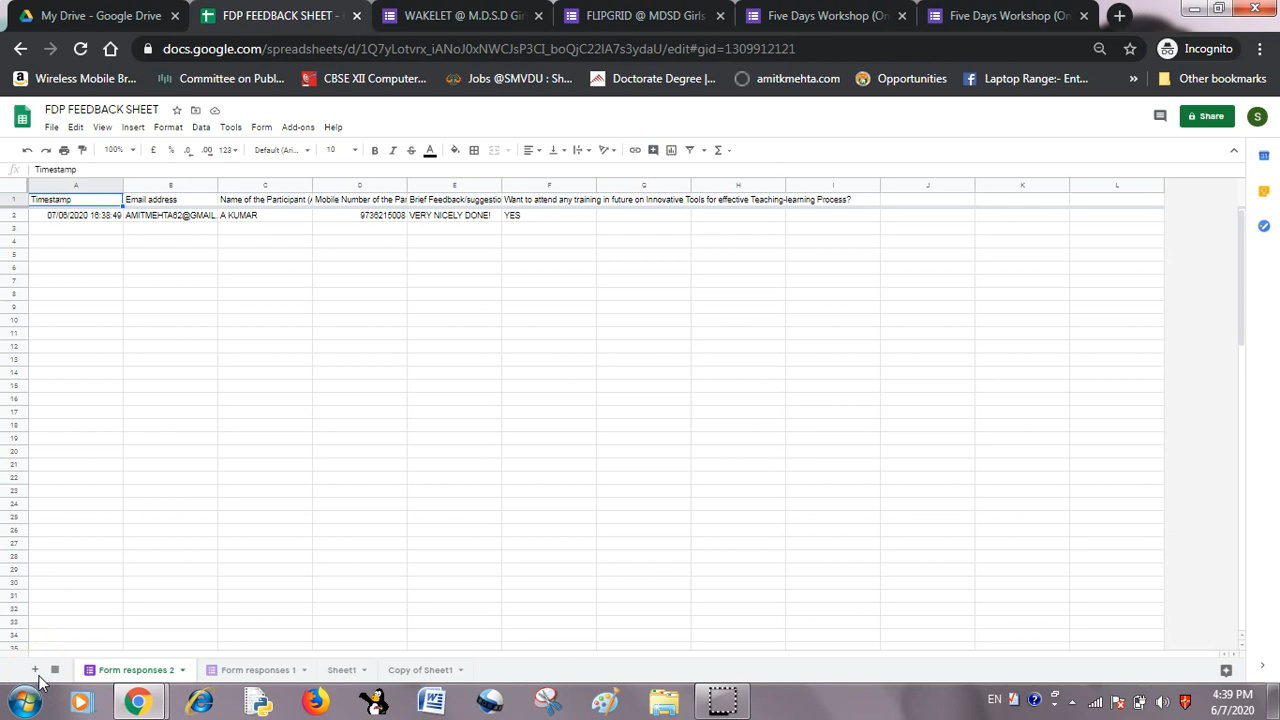 My Drive - Google Drive
FDP FEEDBACK SHEET -
WAKELET @ M.D.SD Gi
FLIPGRID @ MDSD Girls
Five Days Workshop (On
Five Days Workshop (On
docs.google.com/spreadsheets/d/1Q7yLotvrx_iANoJRxNWCJsP3CI_boQjC22lA7s3ydaU/edit#gid=1309912121
Incognito
Wireless Mobile Br...
Committee on Publ...
CBSE XII Computer...
Jobs @SMVDU : Sh...
Doctorate Degree |...
amitkmehta.com
Opportunities
Laptop Range:- Ent...
»
Other bookmarks
FDP FEEDBACK SHEET
File Edit View Insert Format Data Tools Form Add-ons Help
Share
S
100% £ % .0 .00 123 Default (Ari... 10 B I S A
fx Timestamp
A B C D E F G H I J K L
1 Timestamp Email address Name of the Participant (A Mobile Number of the Par Brief Feedback/suggestio Want to attend any training in future on Innovative Tools for effective Teaching-learning Process?
2 07/06/2020 16:38:49 AMITMEHTA62@GMAIL. A KUMAR 9736215008 VERY NICELY DONE! YES
3
4
5
6
7
8
9
10
11
12
13
14
15
16
17
18
19
20
21
22
23
24
25
26
27
28
29
30
31
32
33
34
35
Form responses 2 Form responses 1 Sheet1 Copy of Sheet1
EN
4:39 PM
6/7/2020